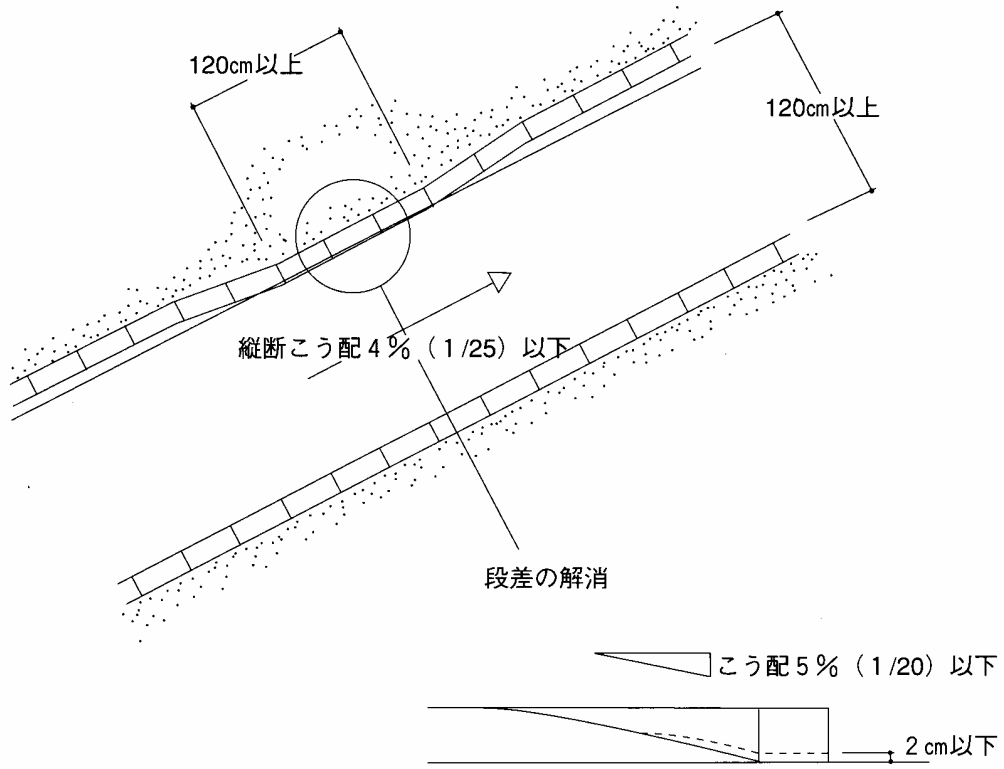 120cm以上
120cm以上
縦断こう配4%（1/25）以下
段差の解消
こう配5%（1/20）以下
2cm以下